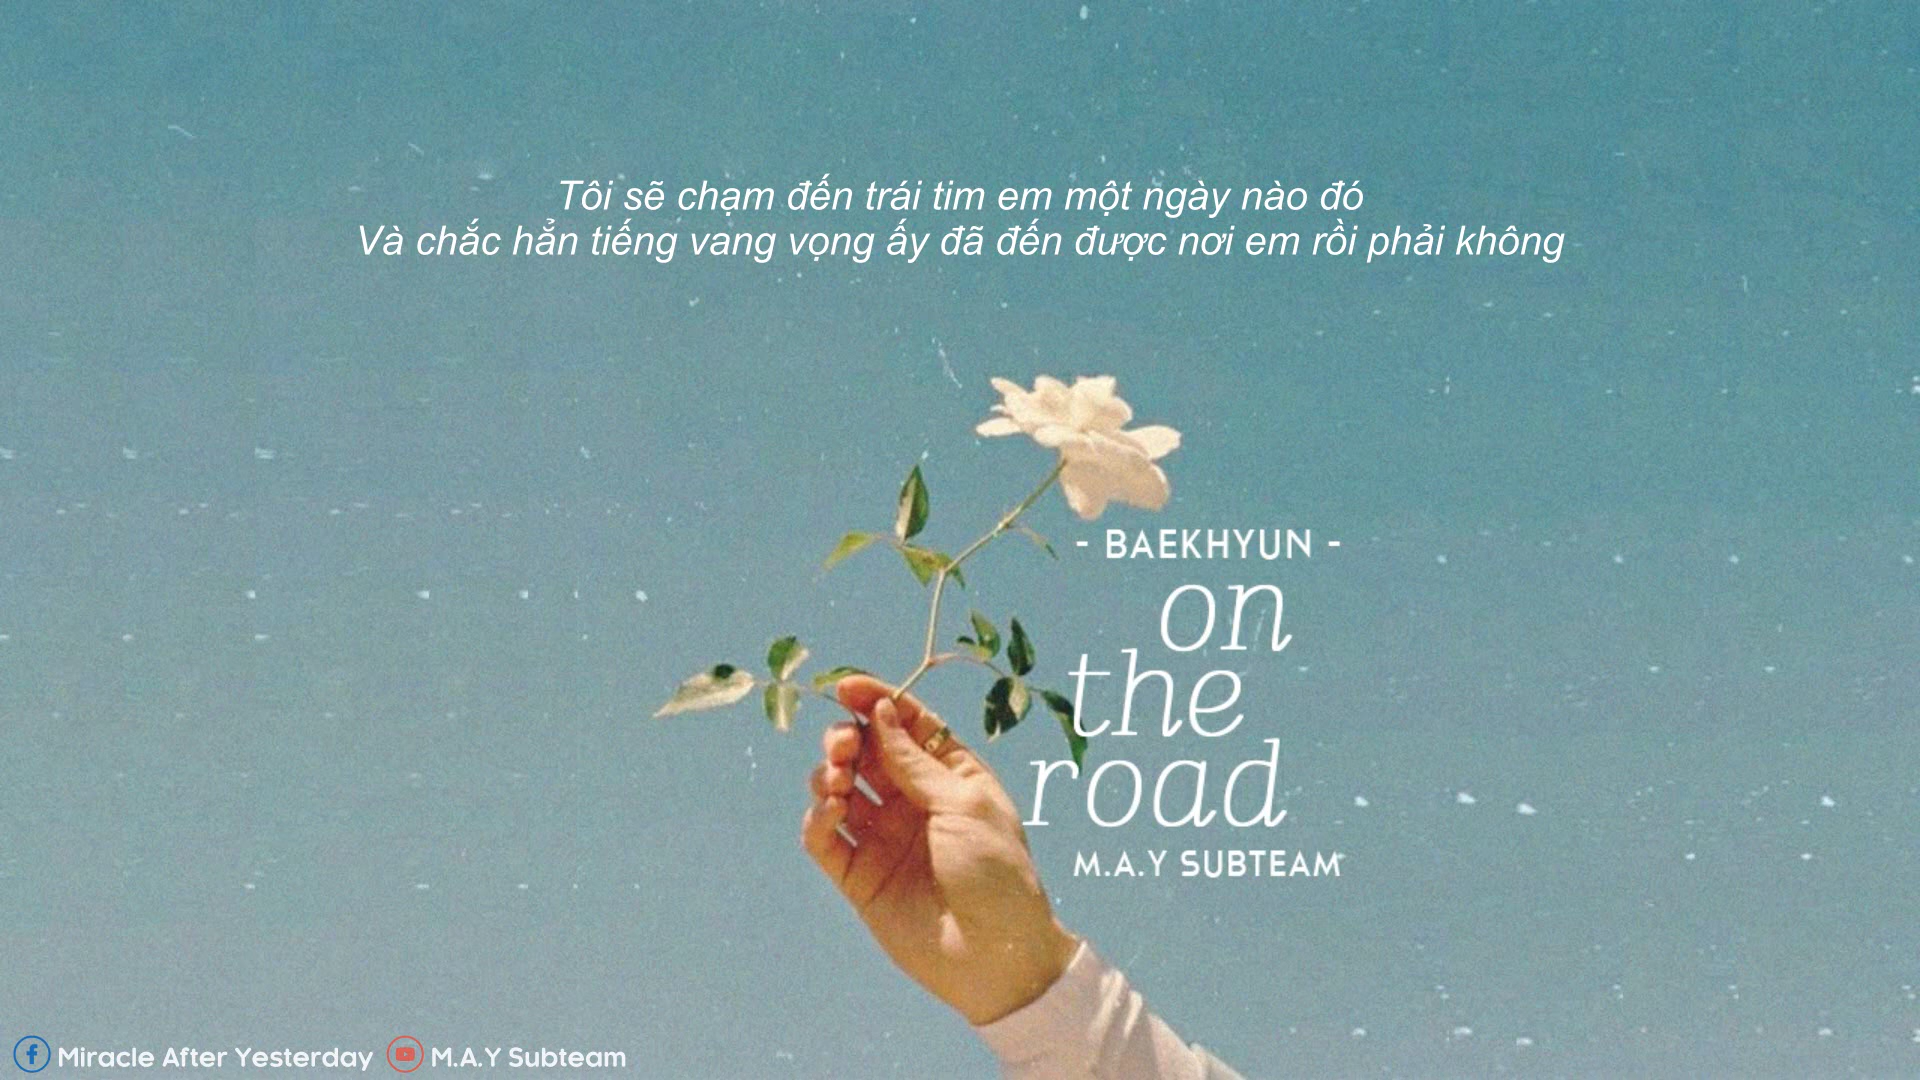 Tôi sẽ chạm đến trái tim em một ngày nào đó
Và chắc hẳn tiếng vang vọng ấy đã đến được nơi em rồi phải không
- BAEKHYUN -
on
the
road
M.A.Y SUBTEAM
Miracle After Yesterday M.A.Y Subteam